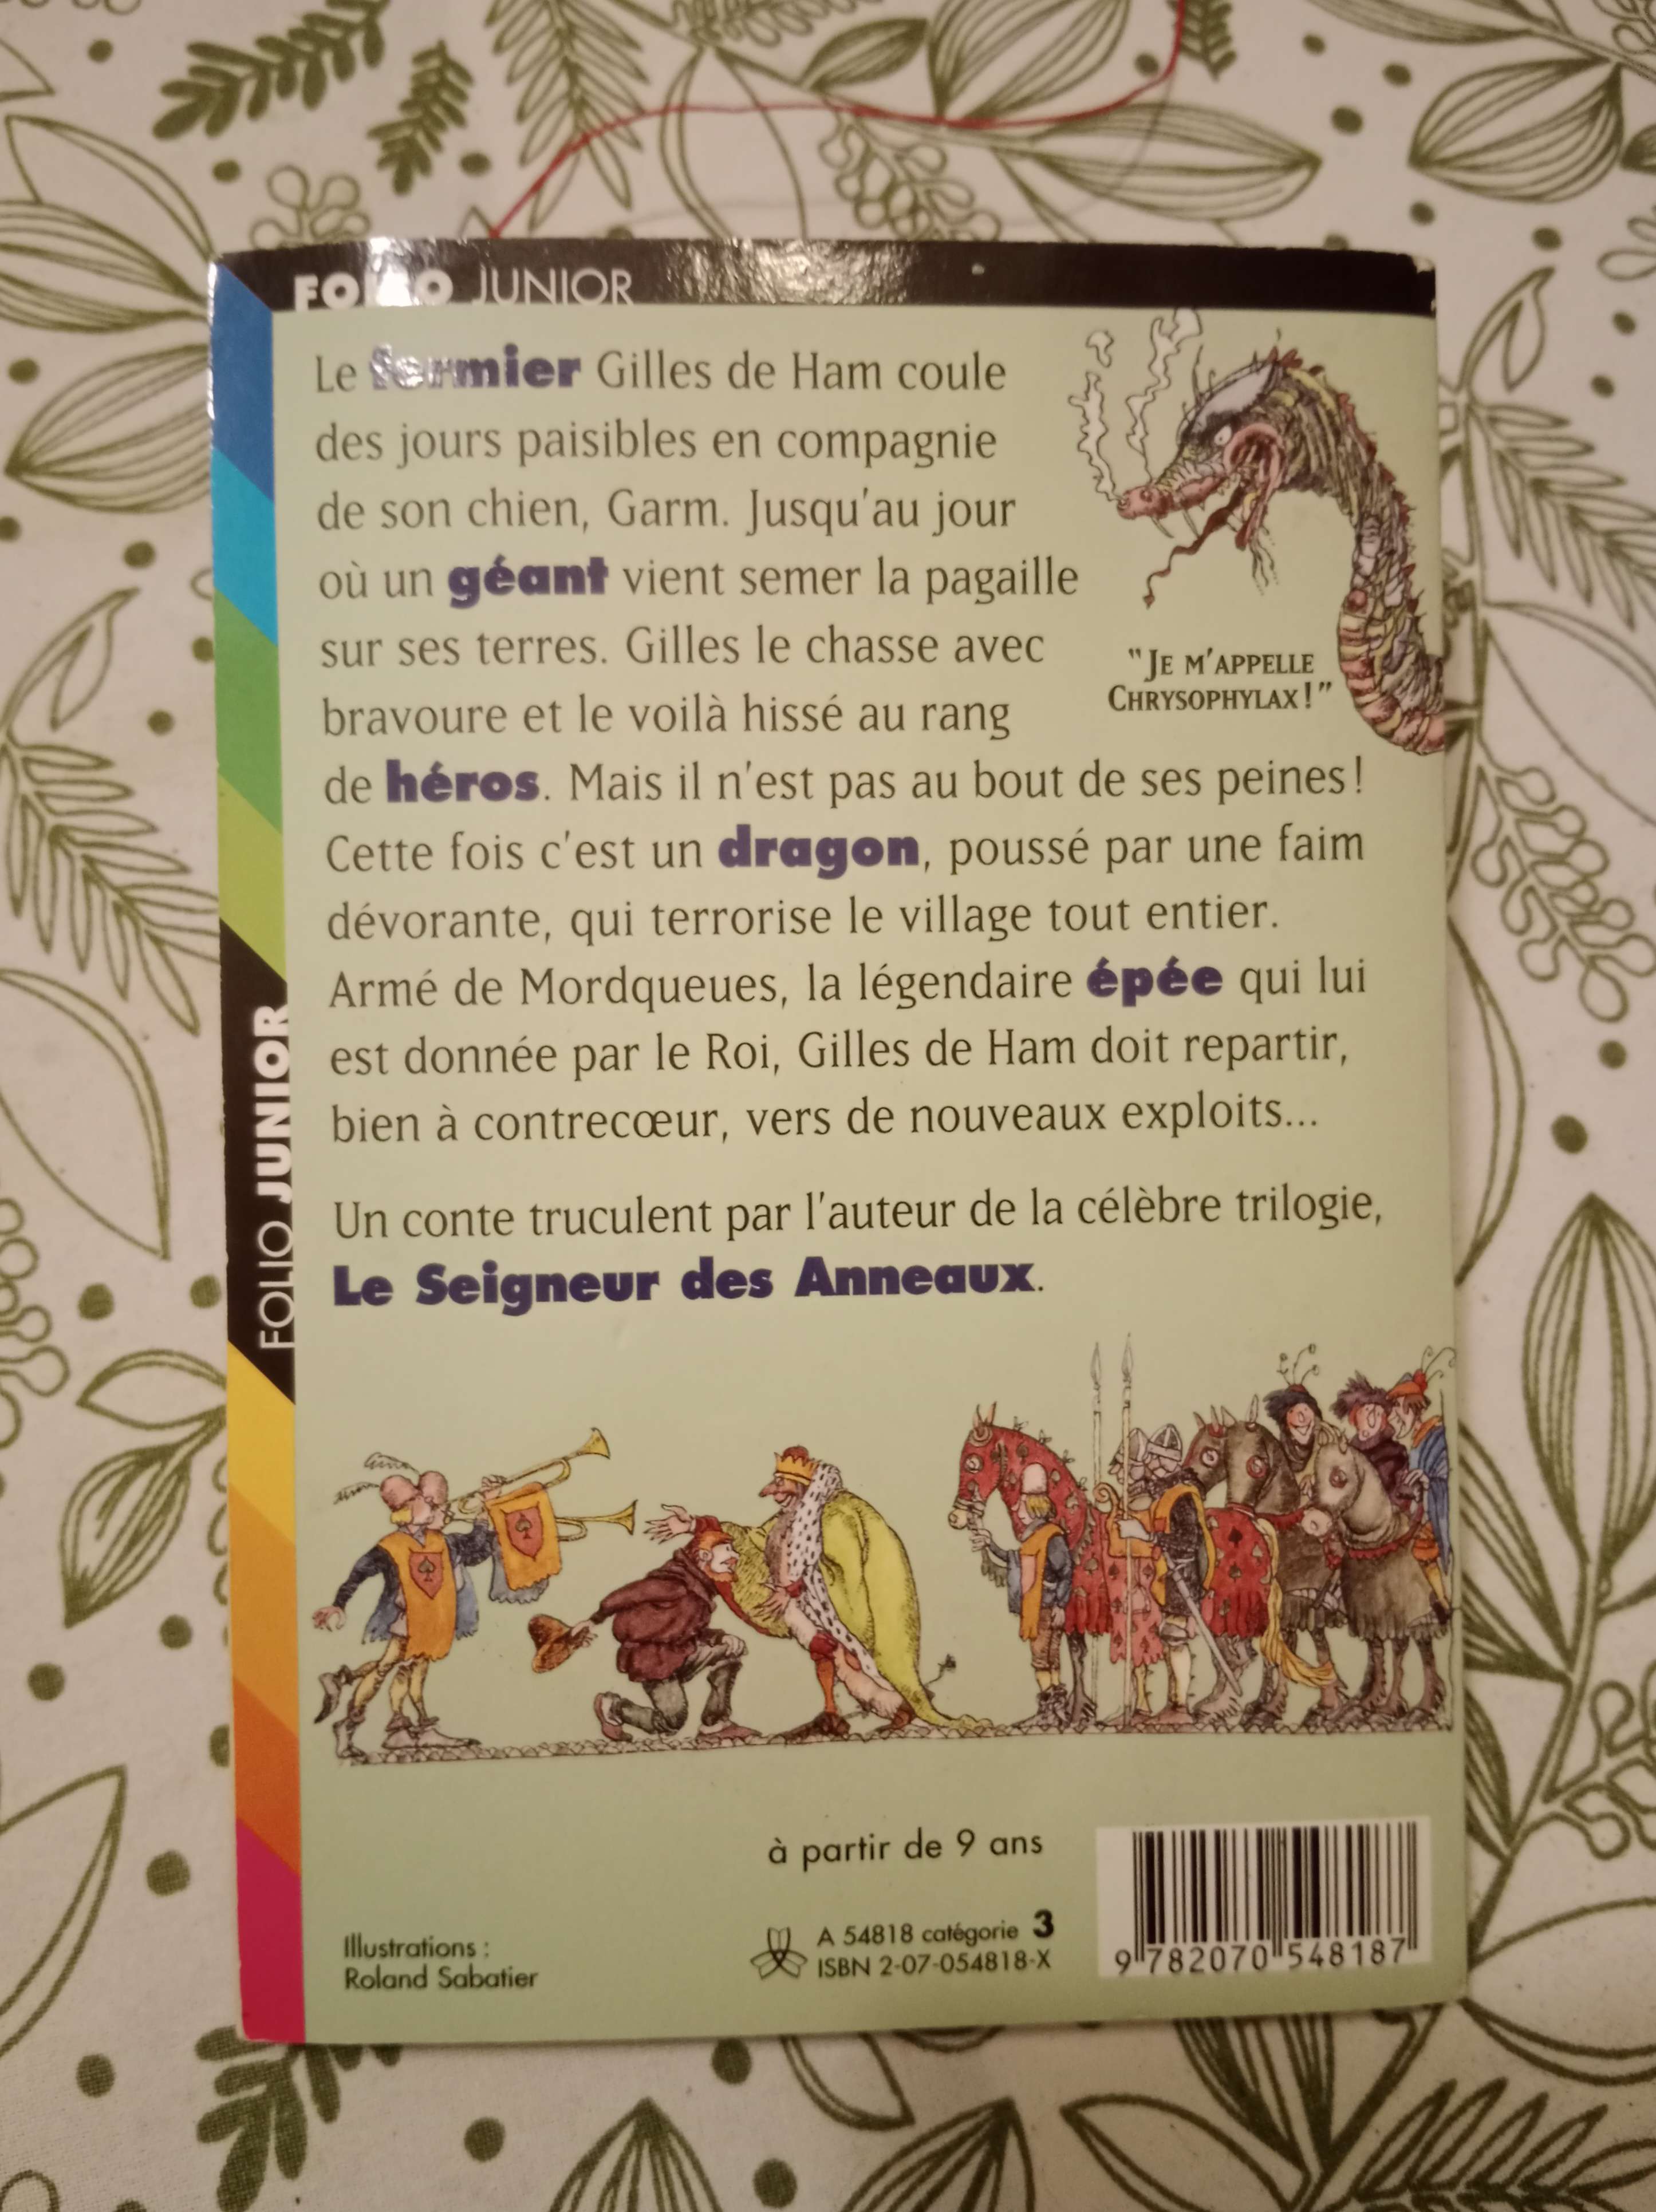 FOLIO JUNIOR
Le fermier Gilles de Ham coule
des jours paisibles en compagnie
de son chien, Garm. Jusqu'au jour
où un géant vient semer la pagaille
sur ses terres. Gilles le chasse avec
bravoure et le voilà hissé au rang
de héros. Mais il n'est pas au bout de ses peines !
Cette fois c'est un dragon, poussé par une faim
dévorante, qui terrorise le village tout entier.
Armé de Mordqueues, la légendaire épée qui lui
est donnée par le Roi, Gilles de Ham doit repartir,
bien à contrecœur, vers de nouveaux exploits...
"JE M'APPELLE
CHRYSOPHYLAX !"
Un conte truculent par l'auteur de la célèbre trilogie,
Le Seigneur des Anneaux.
FOLIO JUNIOR
à partir de 9 ans
Illustrations :
Roland Sabatier
A 54818 catégorie 3
ISBN 2-07-054818-X
9 782070 548187